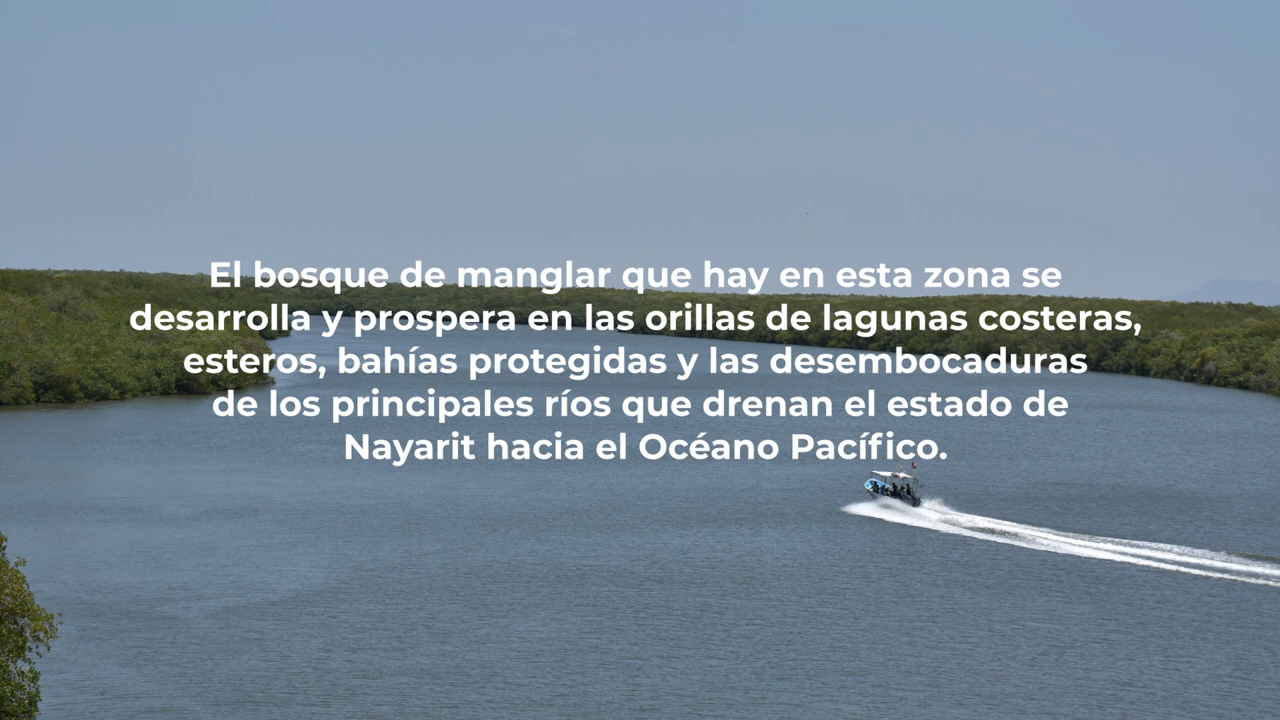 El bosque de manglar que hay en esta zona se
desarrolla y prospera en las orillas de lagunas costeras,
esteros, bahías protegidas y las desembocaduras
de los principales ríos que drenan el estado de
Nayarit hacia el Océano Pacífico.